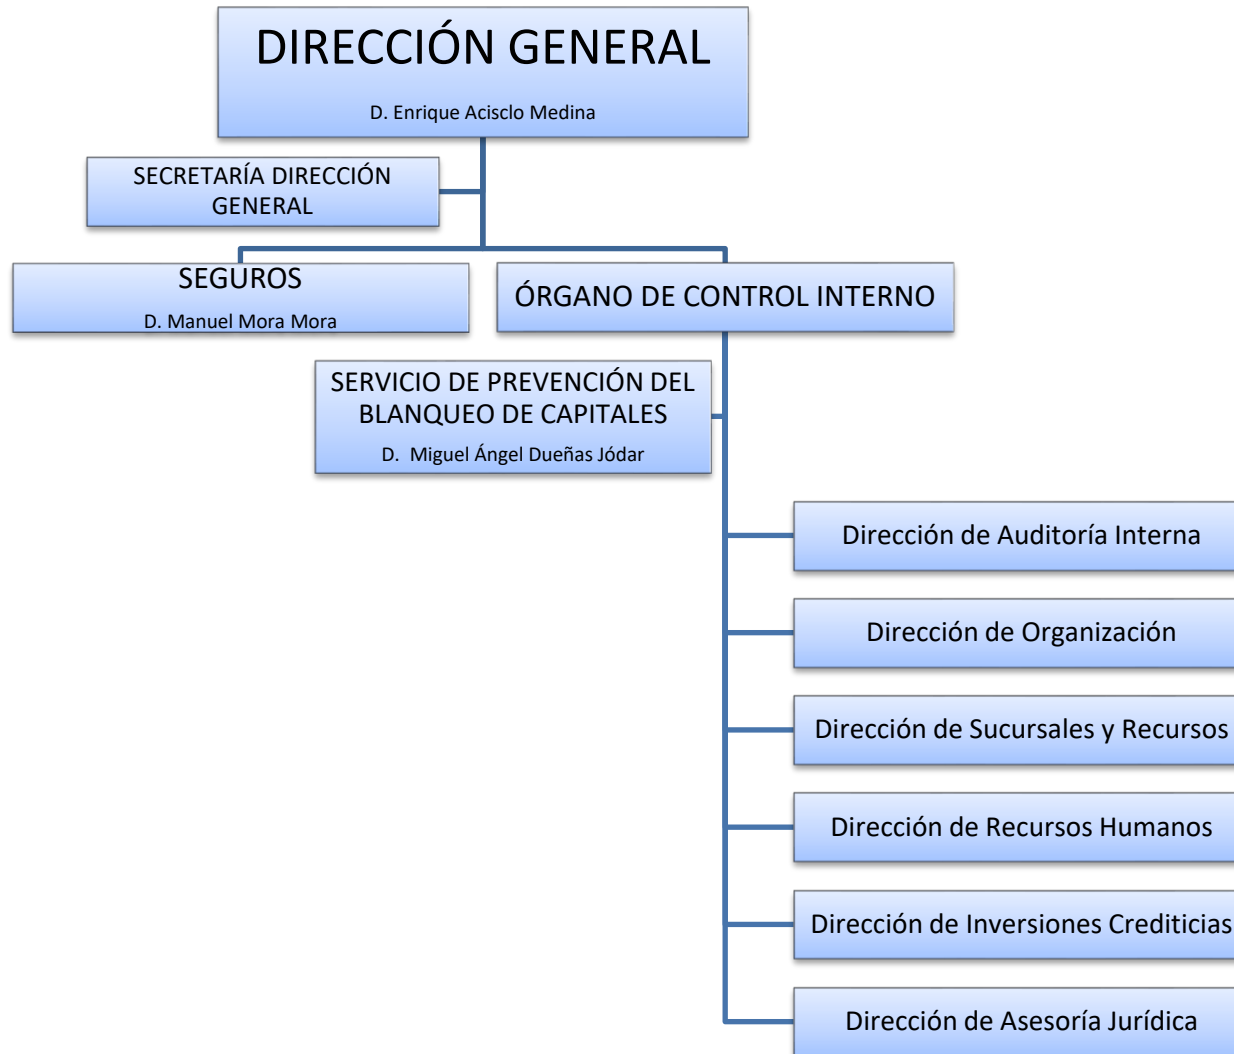 DIRECCIÓN GENERAL
D. Enrique Acisclo Medina
SECRETARÍA DIRECCIÓN
GENERAL
SEGUROS
D. Manuel Mora Mora
ÓRGANO DE CONTROL INTERNO
SERVICIO DE PREVENCIÓN DEL
BLANQUEO DE CAPITALES
D. Miguel Ángel Dueñas Jódar
Dirección de Auditoría Interna
Dirección de Organización
Dirección de Sucursales y Recursos
Dirección de Recursos Humanos
Dirección de Inversiones Crediticias
Dirección de Asesoría Jurídica